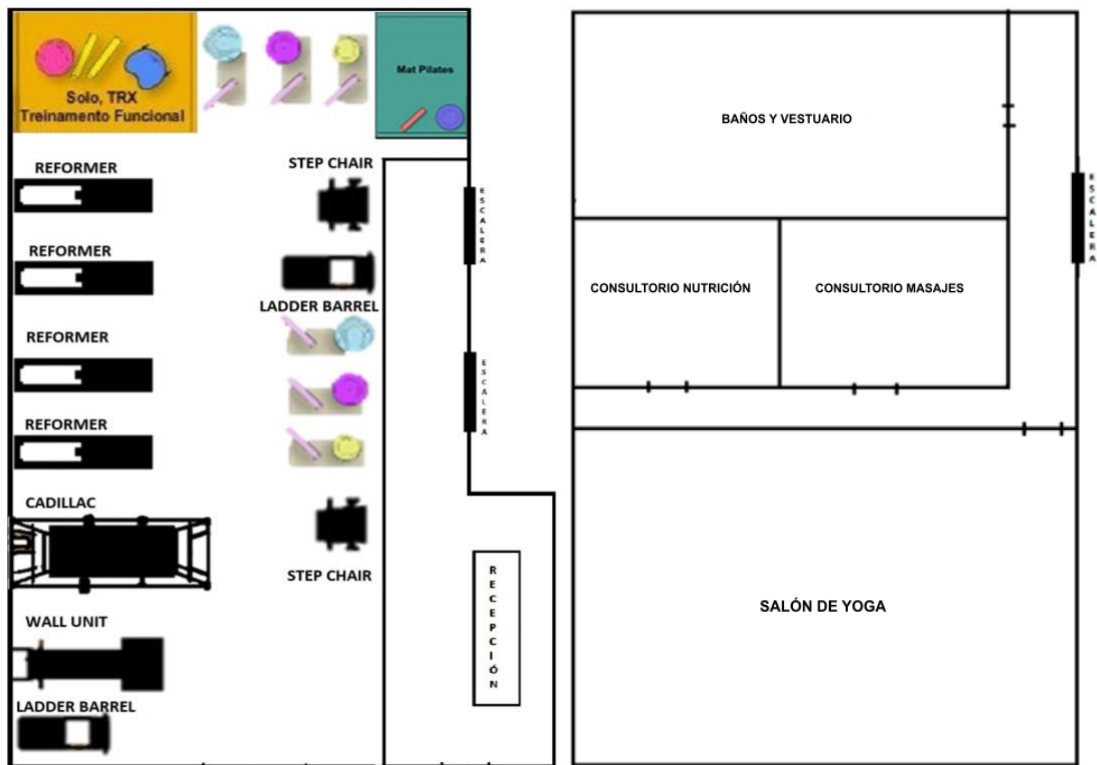 Solo, TRX
Treinamento Funcional
Mat Pilates
REFORMER
STEP CHAIR
REFORMER
LADDER BARREL
REFORMER
REFORMER
CADILLAC
STEP CHAIR
WALL UNIT
LADDER BARREL
ESCALERA
ESCALERA
RECEPCIÓN
BAÑOS Y VESTUARIO
ESCALERA
CONSULTORIO NUTRICIÓN
CONSULTORIO MASAJES
SALÓN DE YOGA